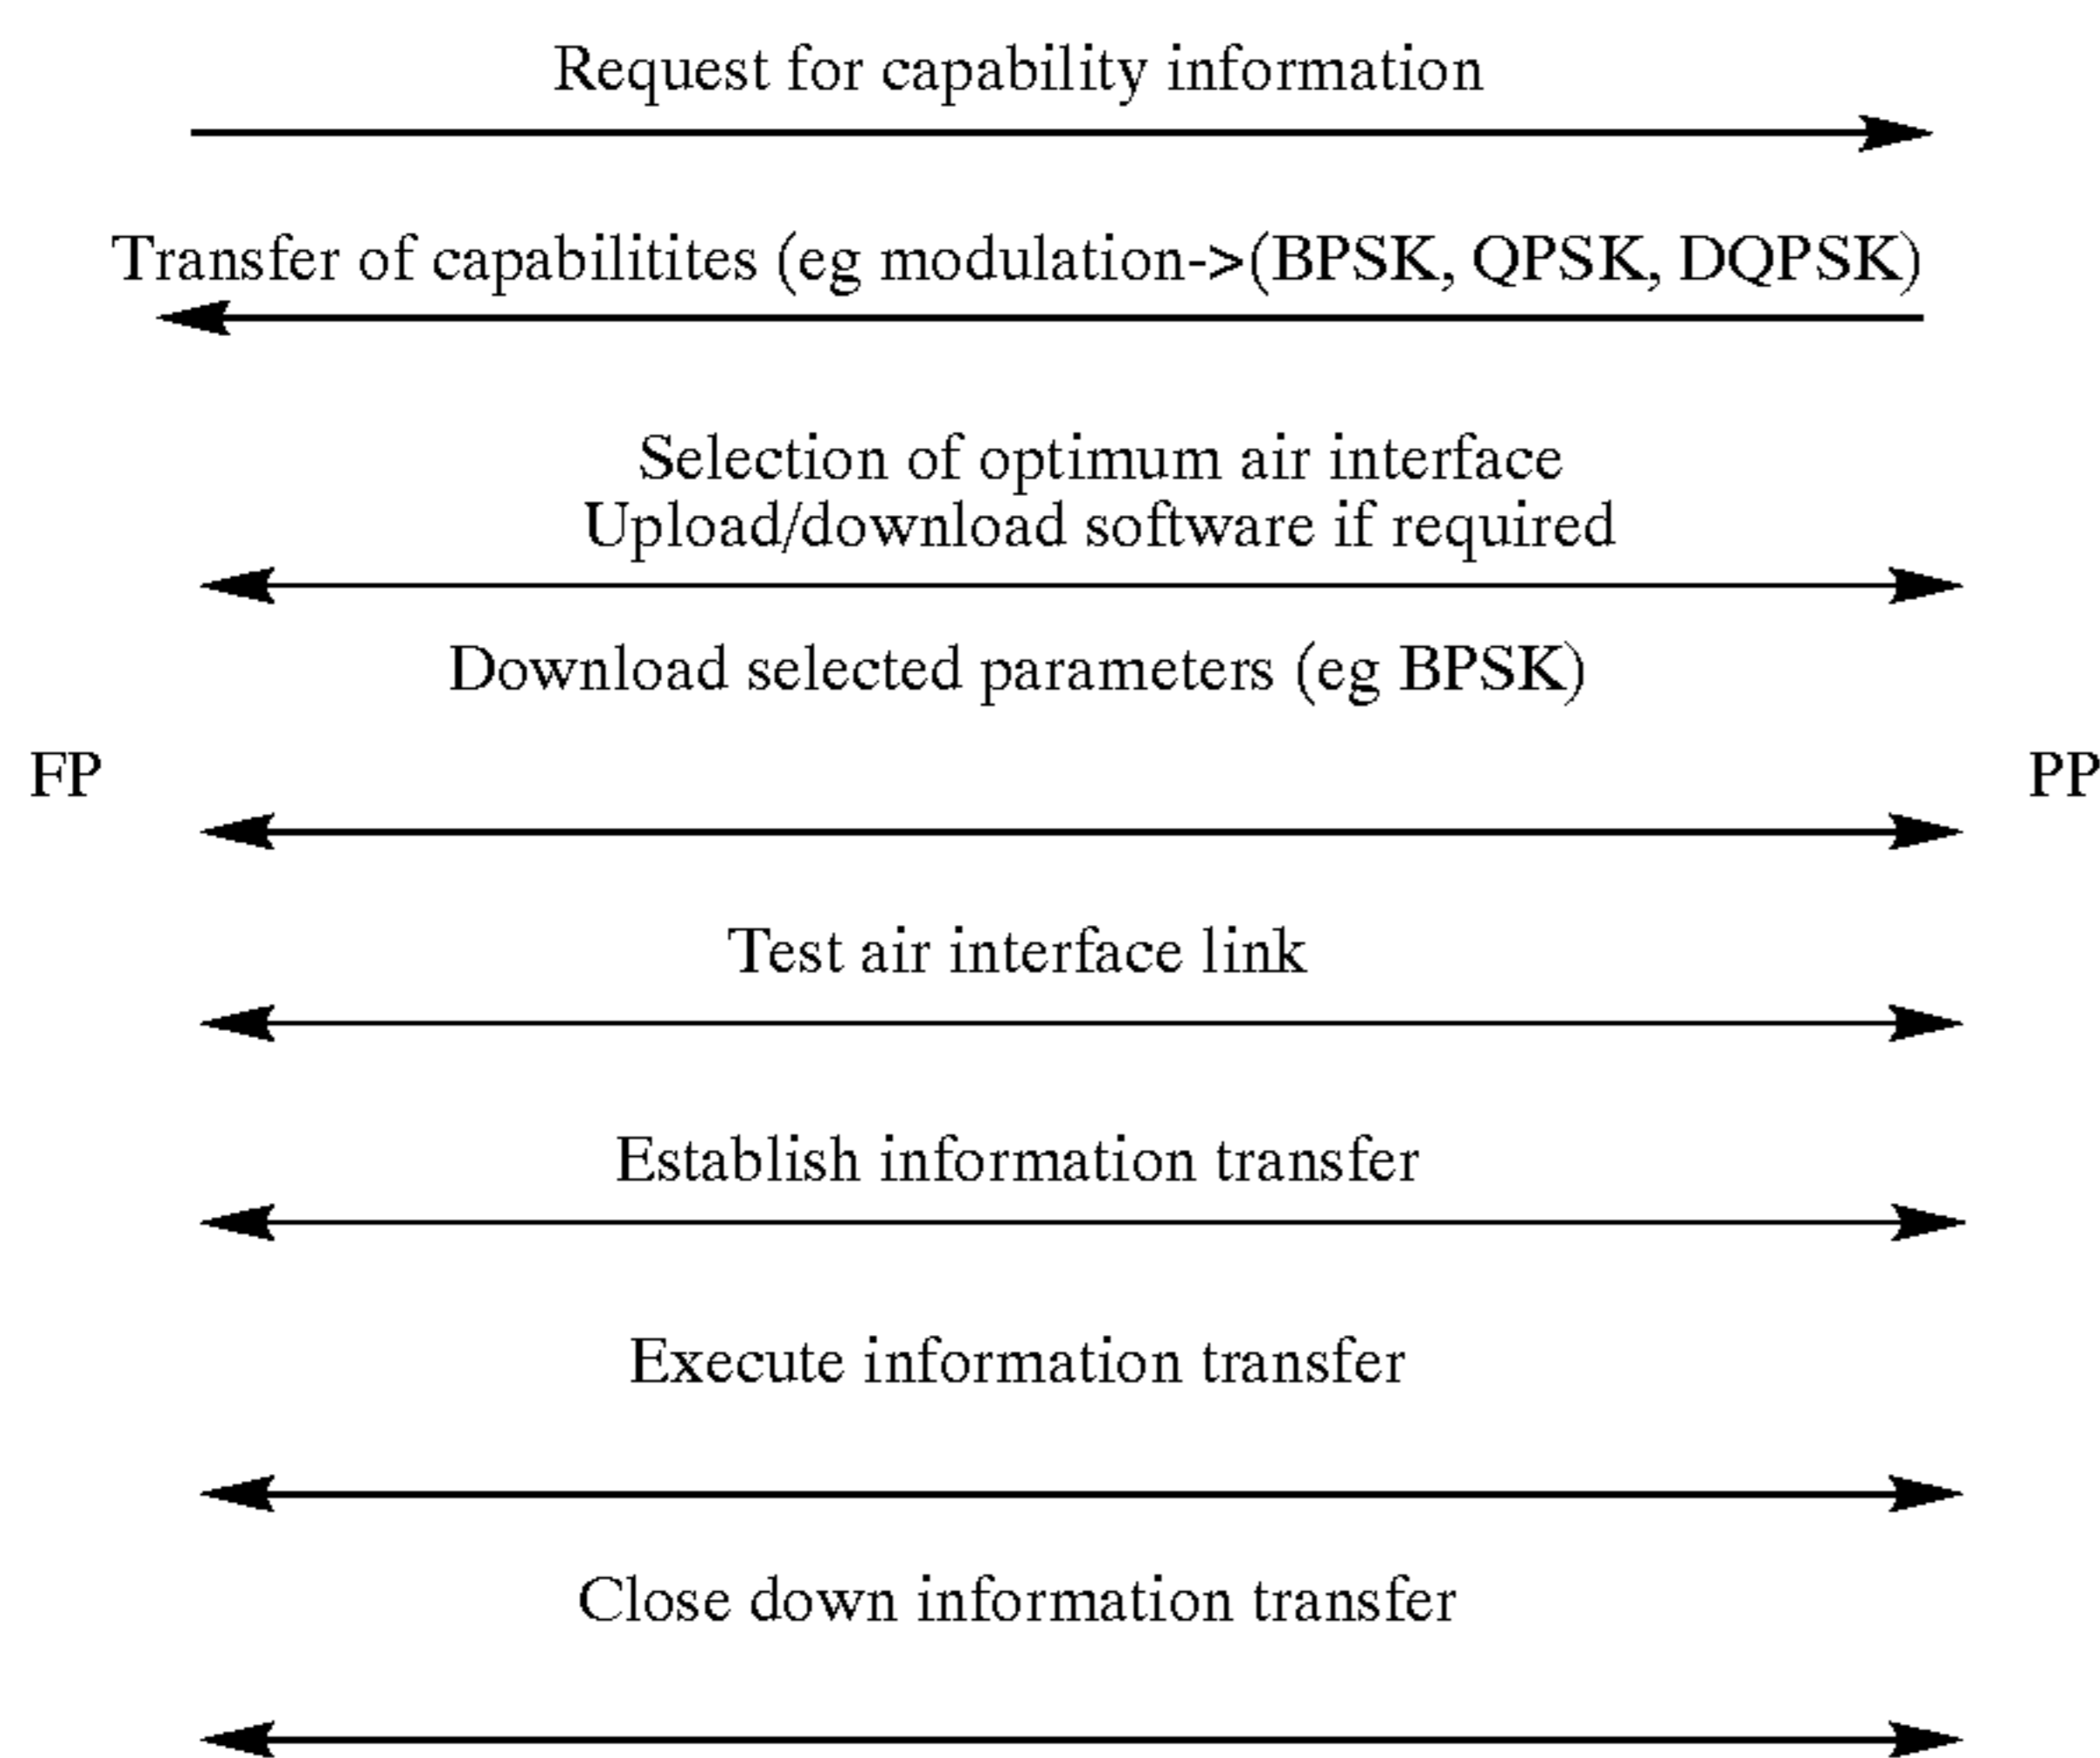 Request for capability information
Transfer of capabilitites (eg modulation->(BPSK, QPSK, DQPSK)
Selection of optimum air interface
Upload/download software if required
Download selected parameters (eg BPSK)
FP
PP
Test air interface link
Establish information transfer
Execute information transfer
Close down information transfer